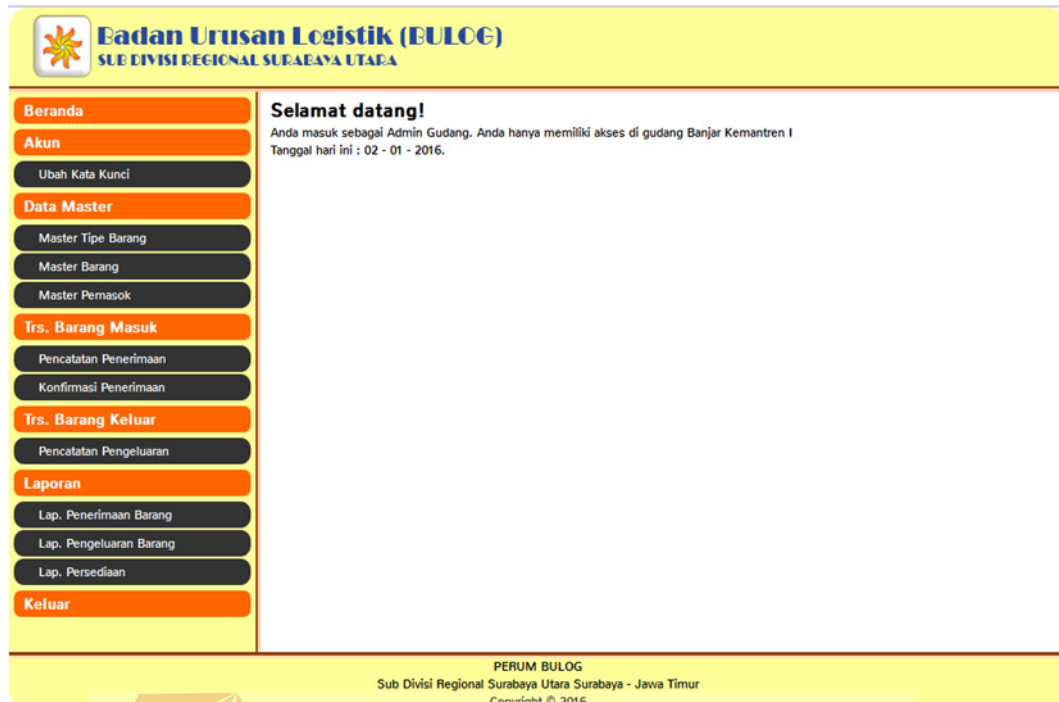 Badan Urusan Logistik (BULOG)
SUB DIVISI REGIONAL SURABAYA UTARA
Beranda
Akun
Ubah Kata Kunci
Data Master
Master Tipe Barang
Master Barang
Master Pemasok
Trs. Barang Masuk
Pencatatan Penerimaan
Konfirmasi Penerimaan
Trs. Barang Keluar
Pencatatan Pengeluaran
Laporan
Lap. Penerimaan Barang
Lap. Pengeluaran Barang
Lap. Persediaan
Keluar
Selamat datang!
Anda masuk sebagai Admin Gudang. Anda hanya memiliki akses di gudang Banjar Kemantren I
Tanggal hari ini : 02 - 01 - 2016.
PERUM BULOG
Sub Divisi Regional Surabaya Utara Surabaya - Jawa Timur
Copyright © 2016